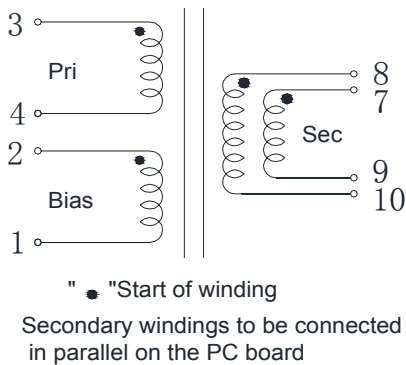 3
8
Pri
7
4
Sec
2
9
Bias
10
1
" "Start of winding
Secondary windings to be connected
in parallel on the PC board